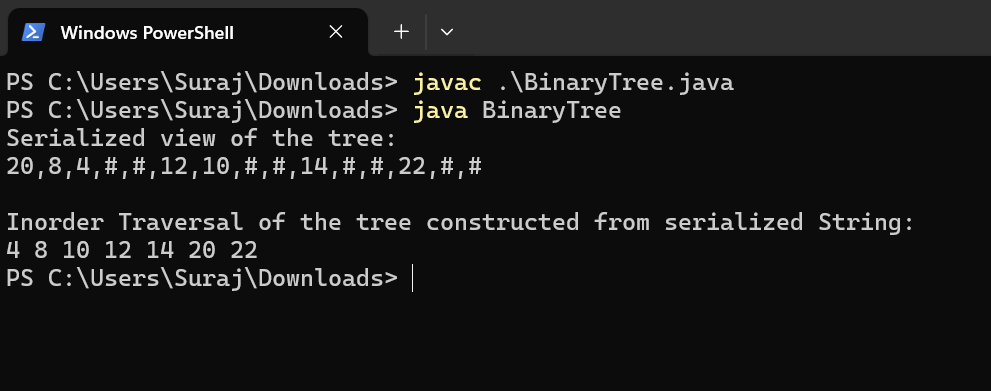 Windows PowerShell
PS C:\Users\Suraj\Downloads> javac .\BinaryTree.java
PS C:\Users\Suraj\Downloads> java BinaryTree
Serialized view of the tree:
20,8,4,#,#,12,10,#,#,14,#,#,22,#,#
Inorder Traversal of the tree constructed from serialized String:
4 8 10 12 14 20 22
PS C:\Users\Suraj\Downloads>